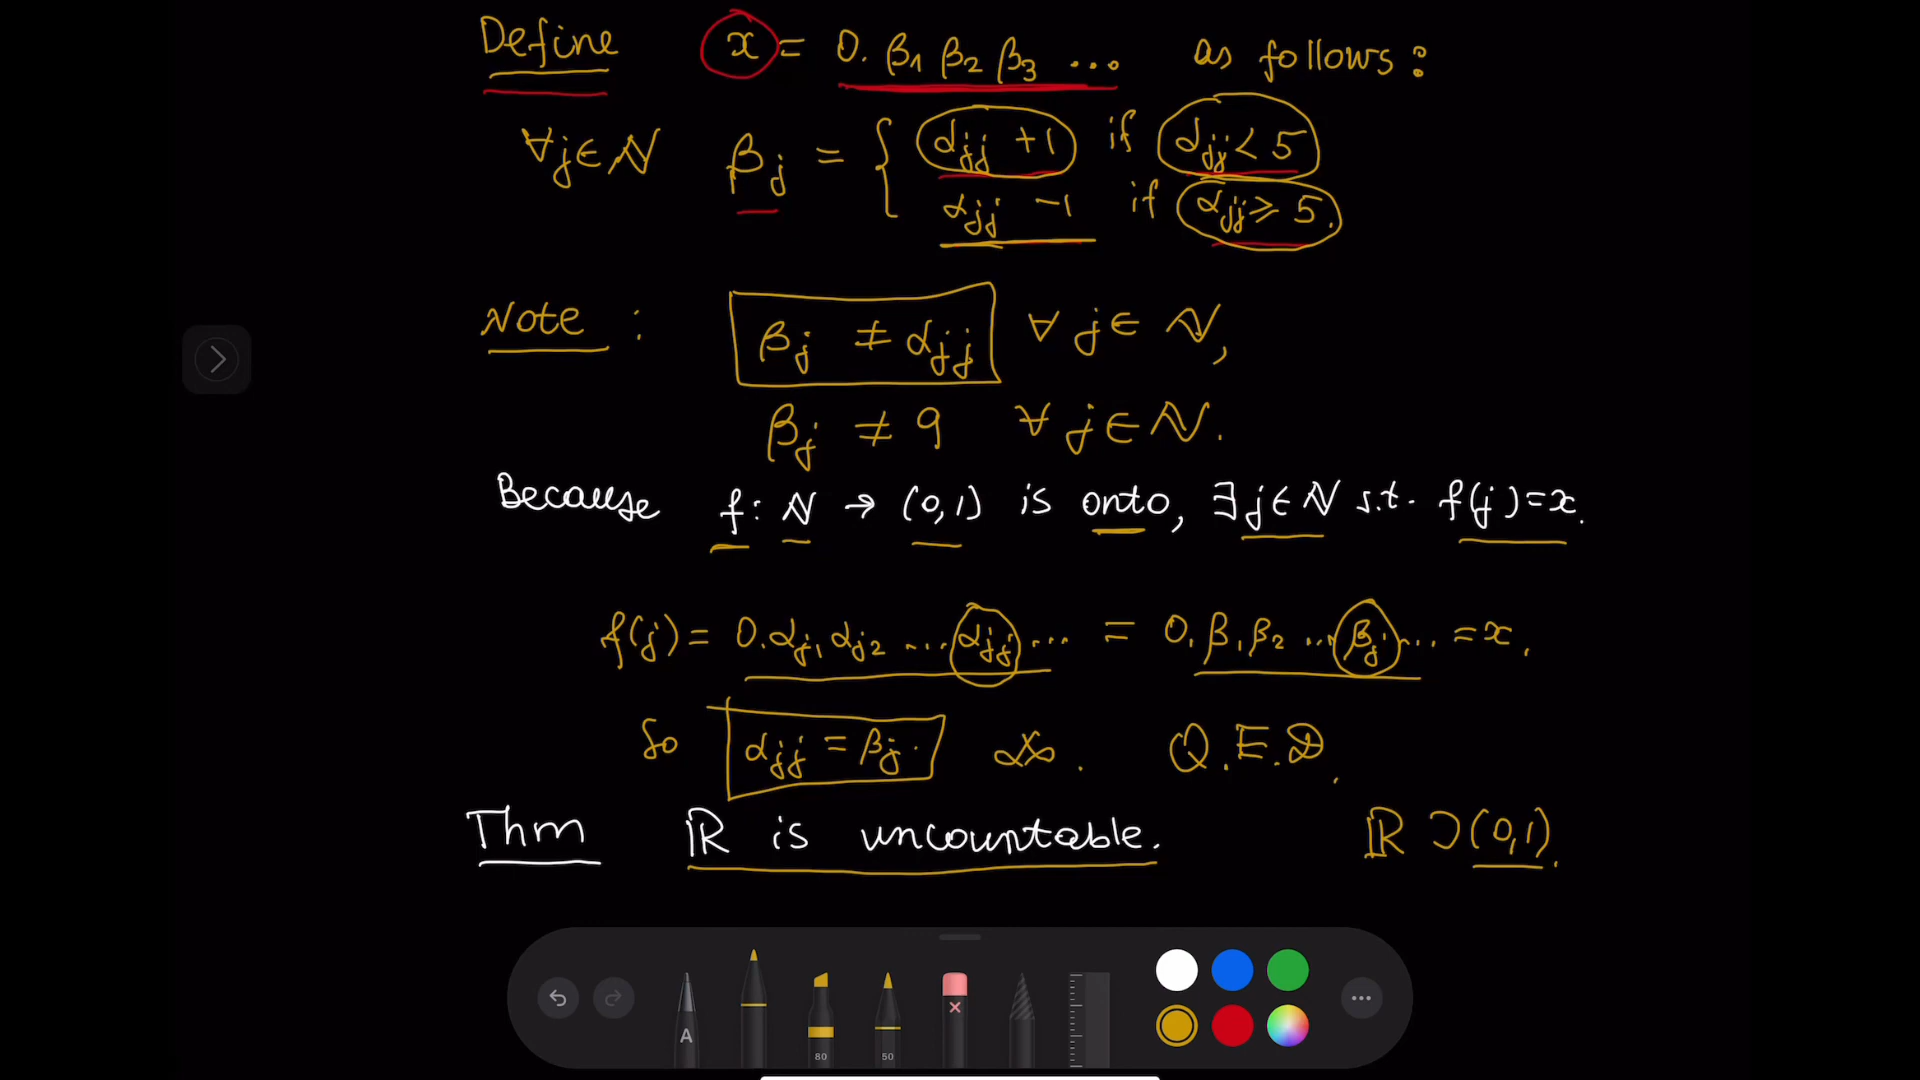 Define x = 0. β1 β2 β3 ... as follows:
∀j∈N βj = { αjj +1 if αjj < 5
αjj -1 if αjj ⩾ 5.
Note : βj ≠ αjj ∀ j∈ N,
βj ≠ 9 ∀ j∈N.
Because f: N → (0,1) is onto, ∃j∈N s.t. f(j)=x.
f(j)= 0.αj1 αj2 ... αjj ... = 0.β1β2 ... βj ... = x.
So αjj = βj. Q.E.D.
Thm R is uncountable. R ⊃ (0,1).
A 80 50